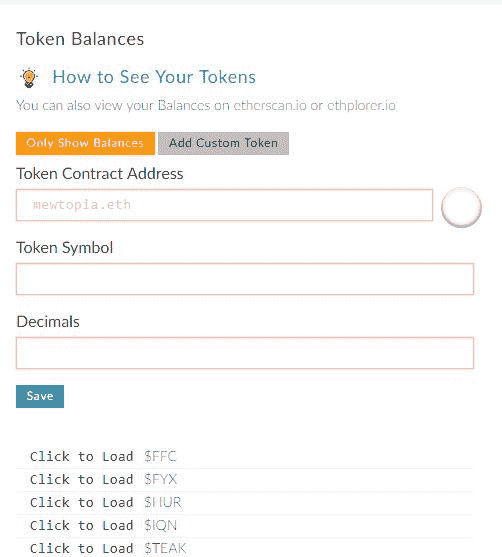 Token Balances
How to See Your Tokens
You can also view your Balances on etherscan.io or ethplorer.io
Only Show Balances Add Custom Token
Token Contract Address
mewtopia.eth
Token Symbol
Decimals
Save
Click to Load $FFC
Click to Load $FYX
Click to Load $HUR
Click to Load $IQN
Click to Load $TEAK